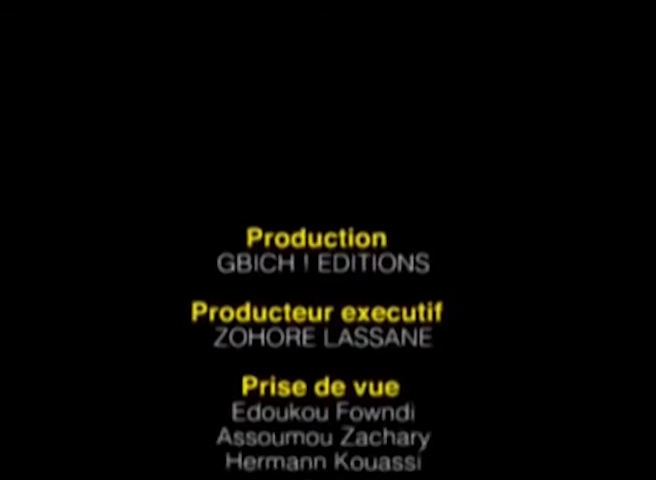 Production
GBICH ! EDITIONS
Producteur executif
ZOHORE LASSANE
Prise de vue
Edoukou Fowndi
Assoumou Zachary
Hermann Kouassi